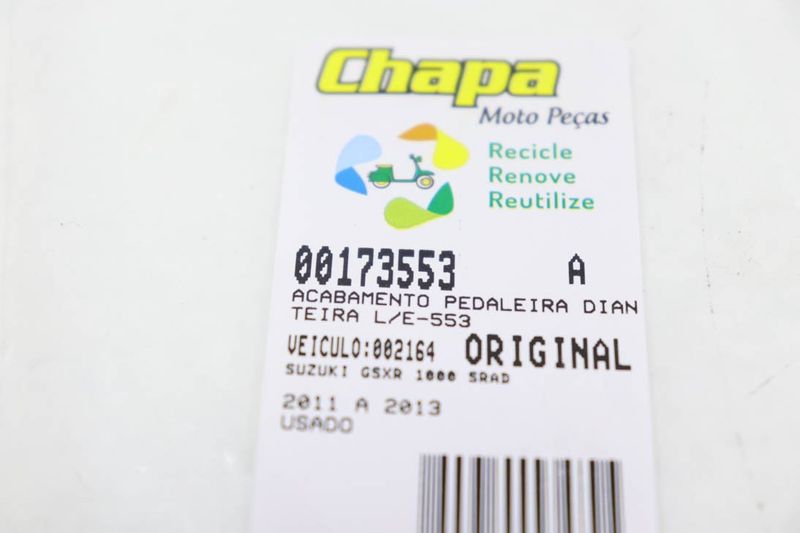 Chapa
Moto Peças
Recicle
Renove
Reutilize
00173553 A
ACABAMENTO PEDALEIRA DIAN
TEIRA L/E-553
VEICULO:002164 ORIGINAL
SUZUKI GSXR 1000 SRAD
2011 A 2013
USADO